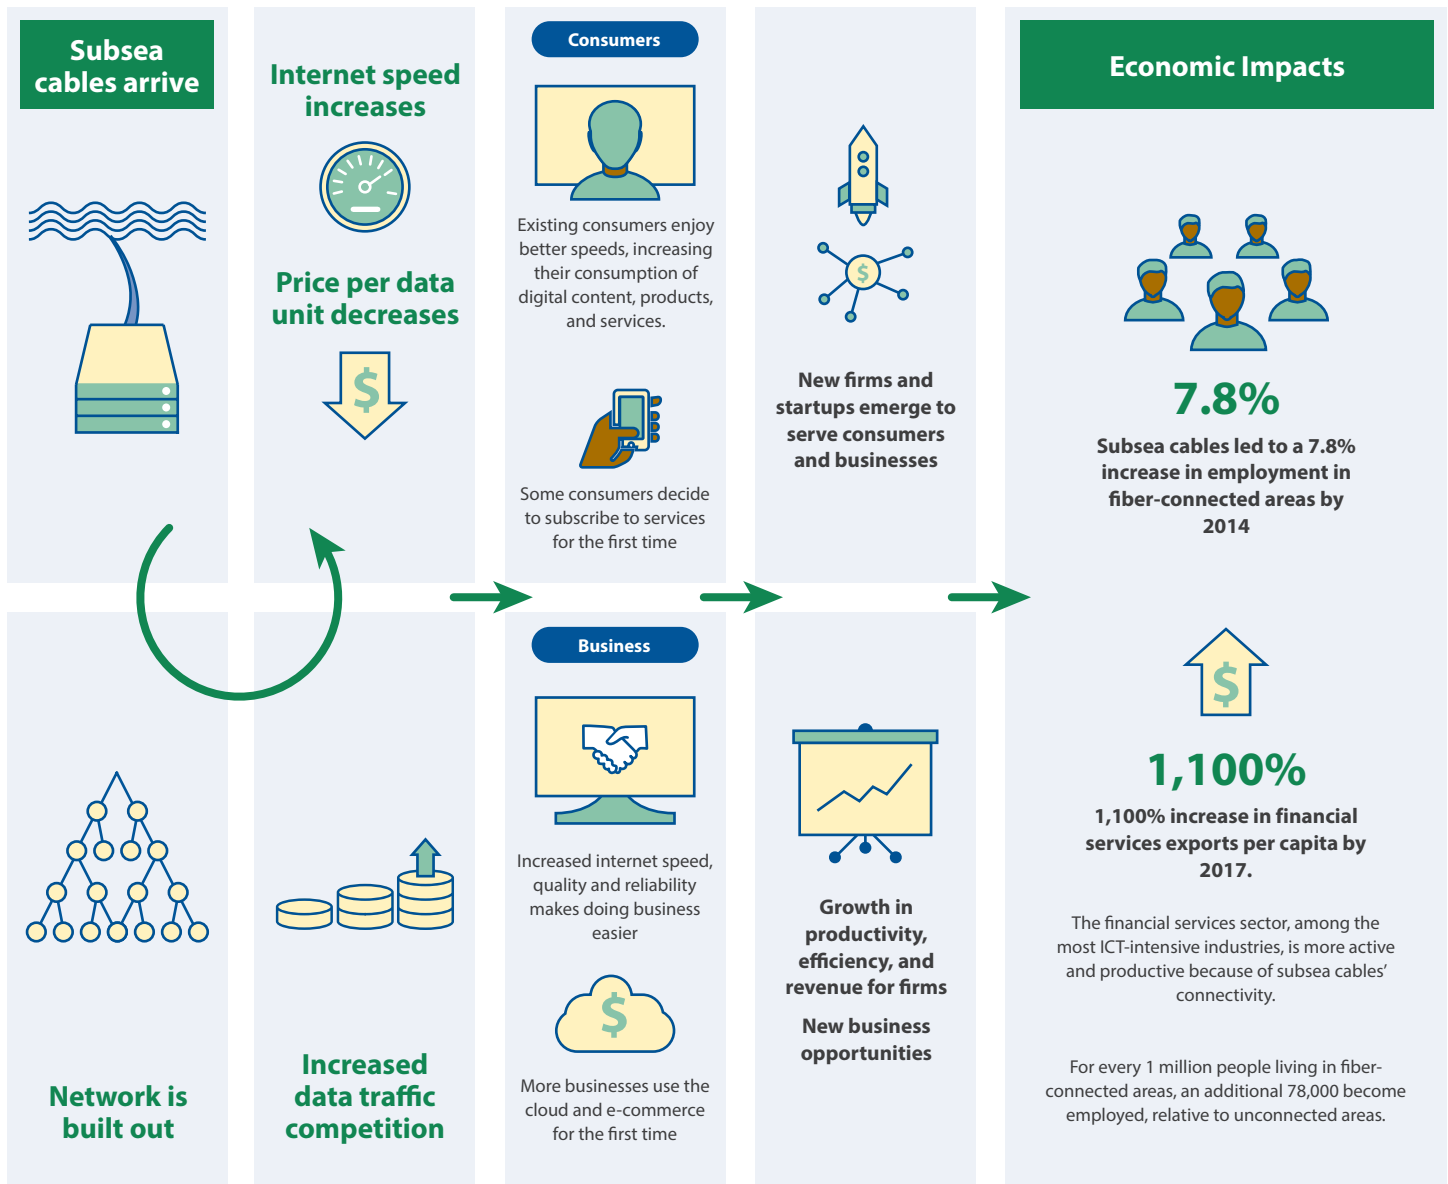 Subsea
cables arrive
Network is
built out
Internet speed
increases
Price per data
unit decreases
$
Increased
data traffic
competition
Consumers
Existing consumers enjoy
better speeds, increasing
their consumption of
digital content, products,
and services.
Some consumers decide
to subscribe to services
for the first time
Business
Increased internet speed,
quality and reliability
makes doing business
easier
$
More businesses use the
cloud and e-commerce
for the first time
$
New firms and
startups emerge to
serve consumers
and businesses
Growth in
productivity,
efficiency, and
revenue for firms
New business
opportunities
Economic Impacts
7.8%
Subsea cables led to a 7.8%
increase in employment in
fiber-connected areas by
2014
$
1,100%
1,100% increase in financial
services exports per capita by
2017.
The financial services sector, among the
most ICT-intensive industries, is more active
and productive because of subsea cables’
connectivity.
For every 1 million people living in fiber-
connected areas, an additional 78,000 become
employed, relative to unconnected areas.